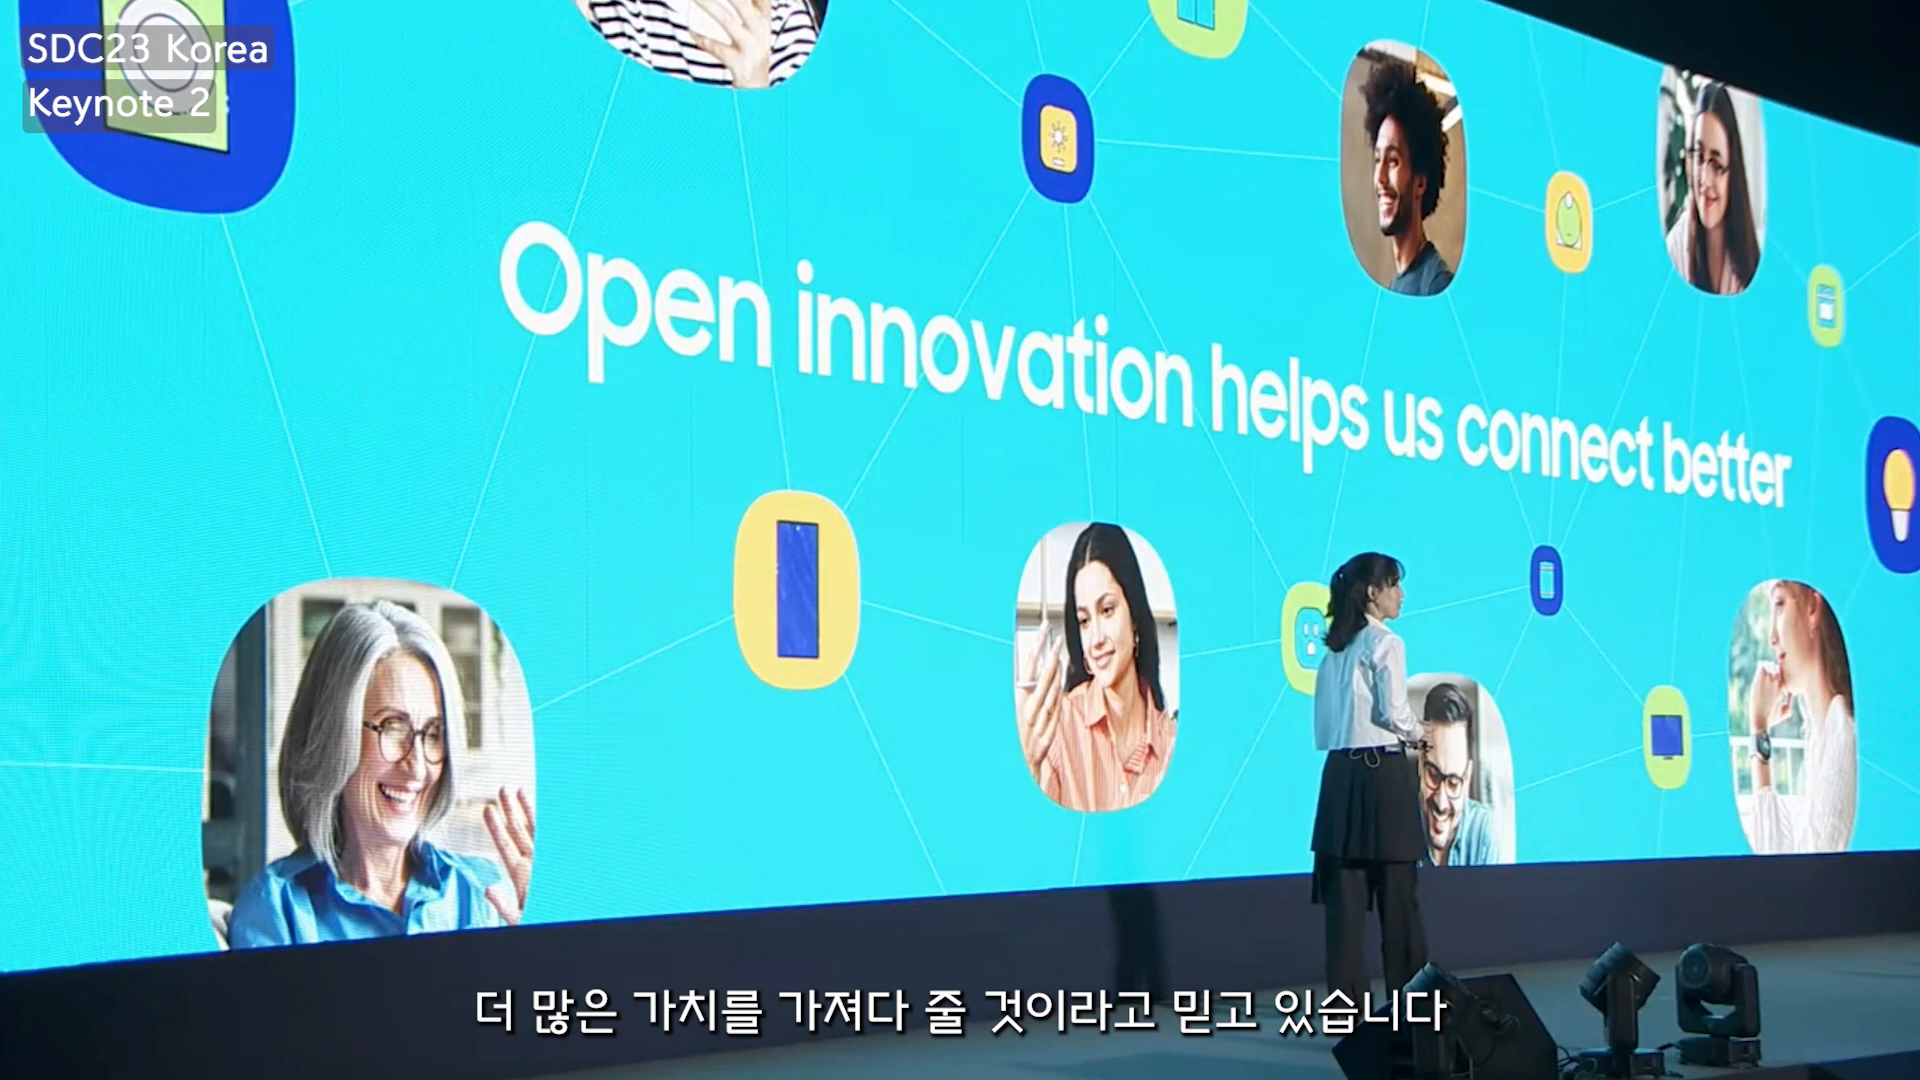 SDC23 Korea
Keynote 2
Open innovation helps us connect better
더 많은 가치를 가져다 줄 것이라고 믿고 있습니다